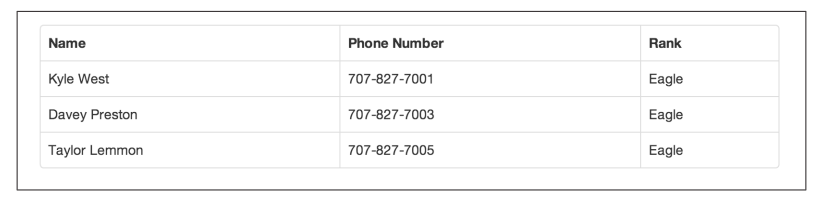 Name Phone Number Rank
Kyle West 707-827-7001 Eagle
Davey Preston 707-827-7003 Eagle
Taylor Lemmon 707-827-7005 Eagle